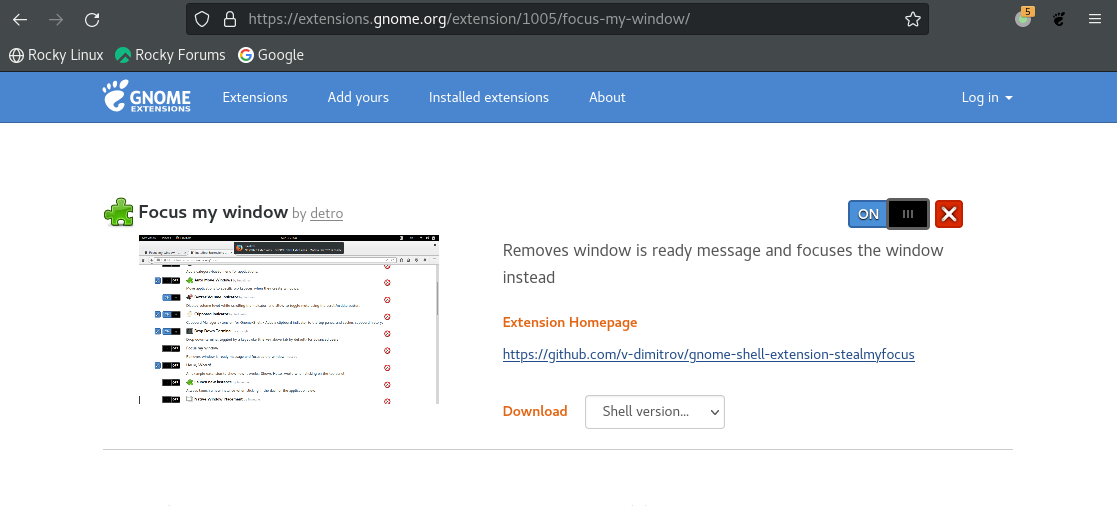 https://extensions.gnome.org/extension/1005/focus-my-window/
5
Rocky Linux Rocky Forums Google
GNOME EXTENSIONS Extensions Add yours Installed extensions About Log in
Focus my window by detro ON
Removes window is ready message and focuses the window
instead
Extension Homepage
https://github.com/v-dimitrov/gnome-shell-extension-stealmyfocus
Download Shell version...